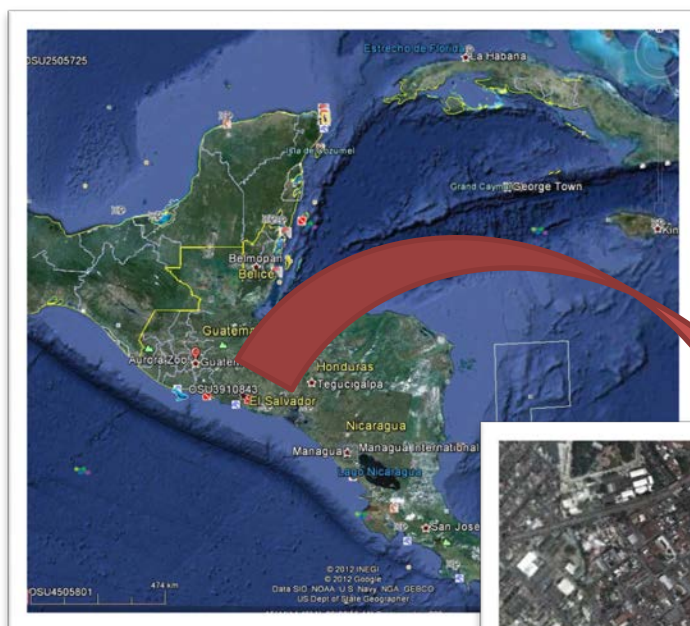 Estrecho de Florida
La Habana
OSU2505725
Isla de Cozumel
Grand Cayman
George Town
Kin
Belmopan
Belice
Guatema
Aurora Zoo
Guatem
Honduras
Tegucigalpa
OSU3910843
El Salvador
Nicaragua
Managua
Managua International
Lago Nicaragua
San Jose
© 2012 INEGI
© 2012 Google
Data SIO, NOAA, U.S. Navy, NGA, GEBCO
US Dept of State Geographer
OSU4505801
474 km